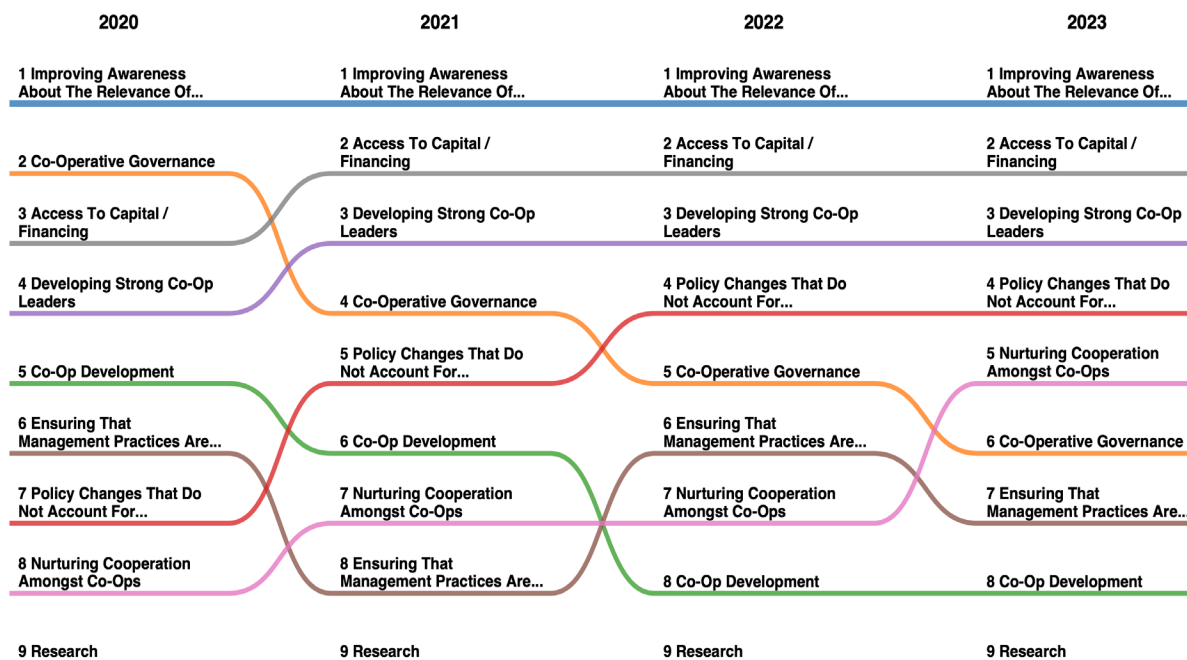 2020
2021
2022
2023
1 Improving Awareness
About The Relevance Of...
1 Improving Awareness
About The Relevance Of...
1 Improving Awareness
About The Relevance Of...
1 Improving Awareness
About The Relevance Of...
2 Co-Operative Governance
2 Access To Capital /
Financing
2 Access To Capital /
Financing
2 Access To Capital /
Financing
3 Access To Capital /
Financing
3 Developing Strong Co-Op
Leaders
3 Developing Strong Co-Op
Leaders
3 Developing Strong Co-Op
Leaders
4 Developing Strong Co-Op
Leaders
4 Co-Operative Governance
4 Policy Changes That Do
Not Account For...
4 Policy Changes That Do
Not Account For...
5 Co-Op Development
5 Policy Changes That Do
Not Account For...
5 Co-Operative Governance
5 Nurturing Cooperation
Amongst Co-Ops
6 Ensuring That
Management Practices Are...
6 Co-Op Development
6 Ensuring That
Management Practices Are...
6 Co-Operative Governance
7 Policy Changes That Do
Not Account For...
7 Nurturing Cooperation
Amongst Co-Ops
7 Nurturing Cooperation
Amongst Co-Ops
7 Ensuring That
Management Practices Are...
8 Nurturing Cooperation
Amongst Co-Ops
8 Ensuring That
Management Practices Are...
8 Co-Op Development
8 Co-Op Development
9 Research
9 Research
9 Research
9 Research